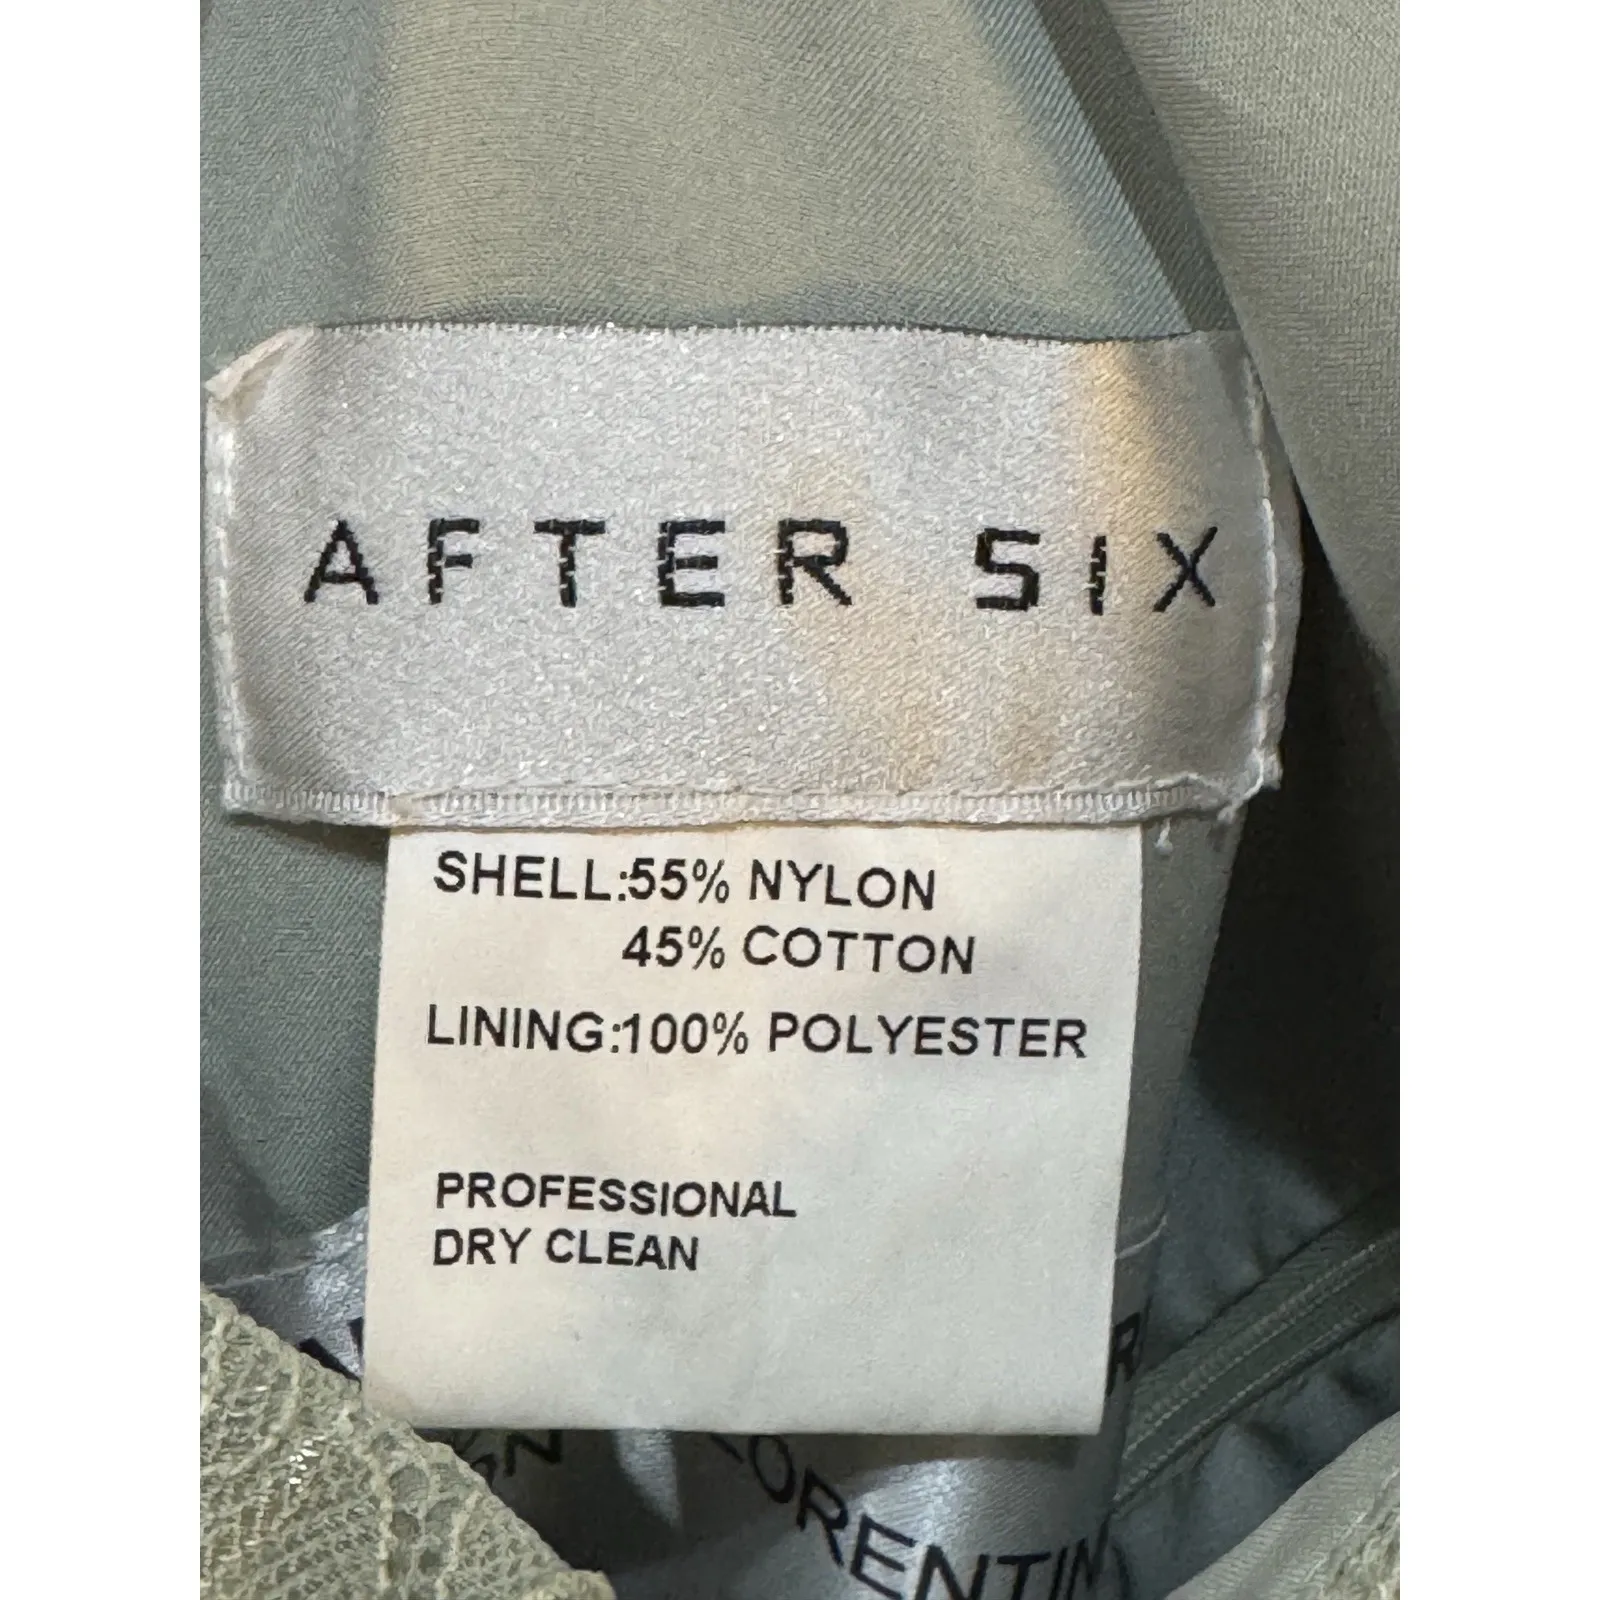 AFTER SIX
SHELL:55% NYLON
45% COTTON
LINING:100% POLYESTER
PROFESSIONAL
DRY CLEAN